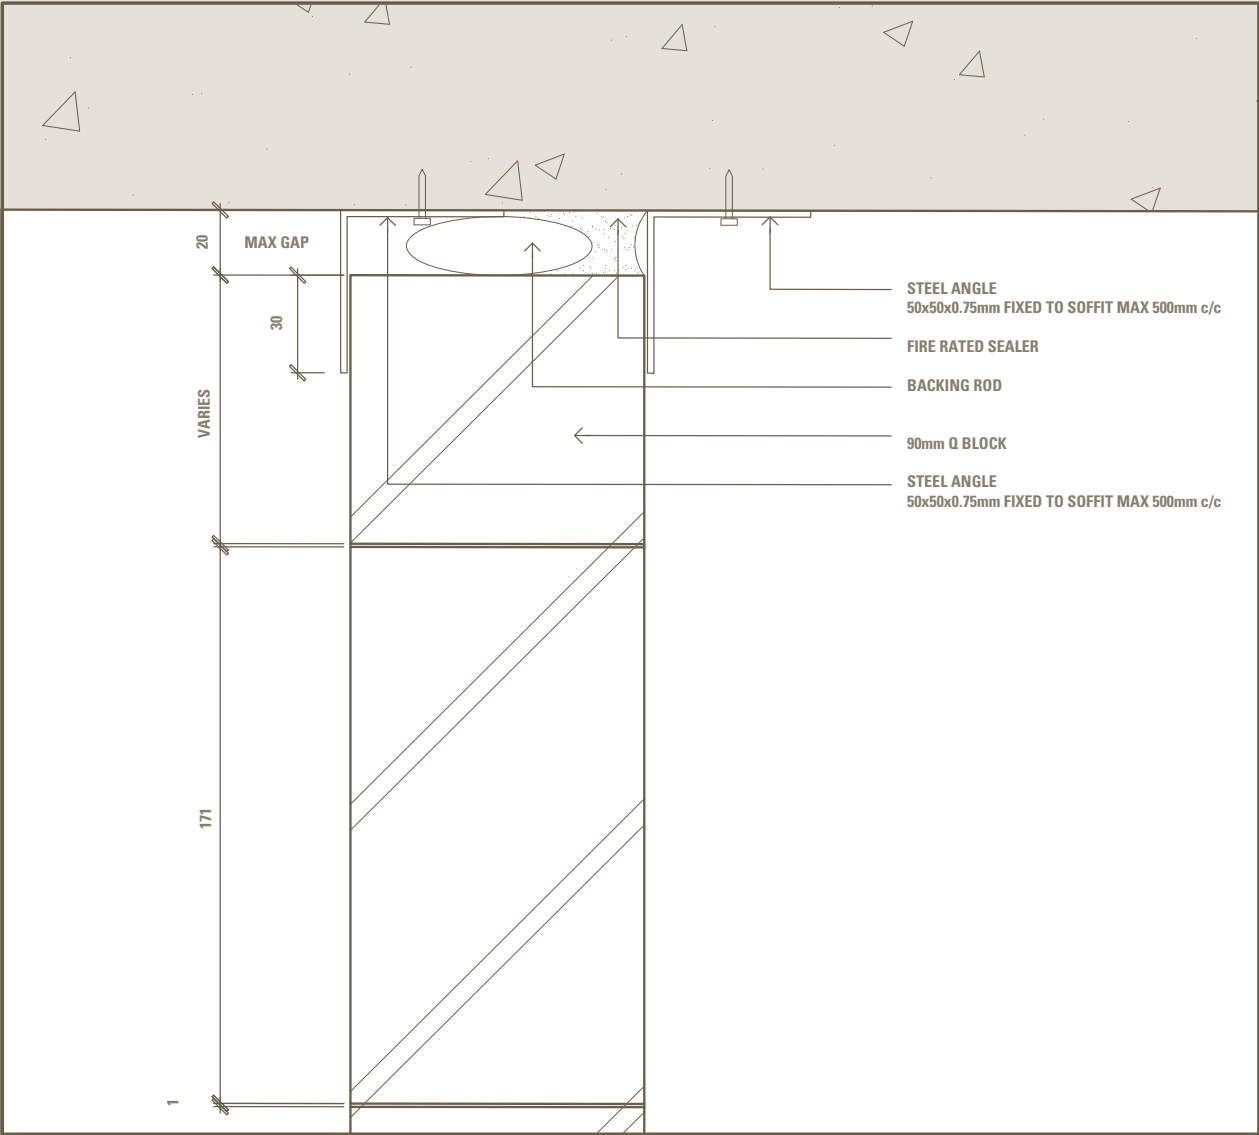 20
MAX GAP
30
VARIES
171
1
STEEL ANGLE
50x50x0.75mm FIXED TO SOFFIT MAX 500mm c/c
FIRE RATED SEALER
BACKING ROD
90mm Q BLOCK
STEEL ANGLE
50x50x0.75mm FIXED TO SOFFIT MAX 500mm c/c